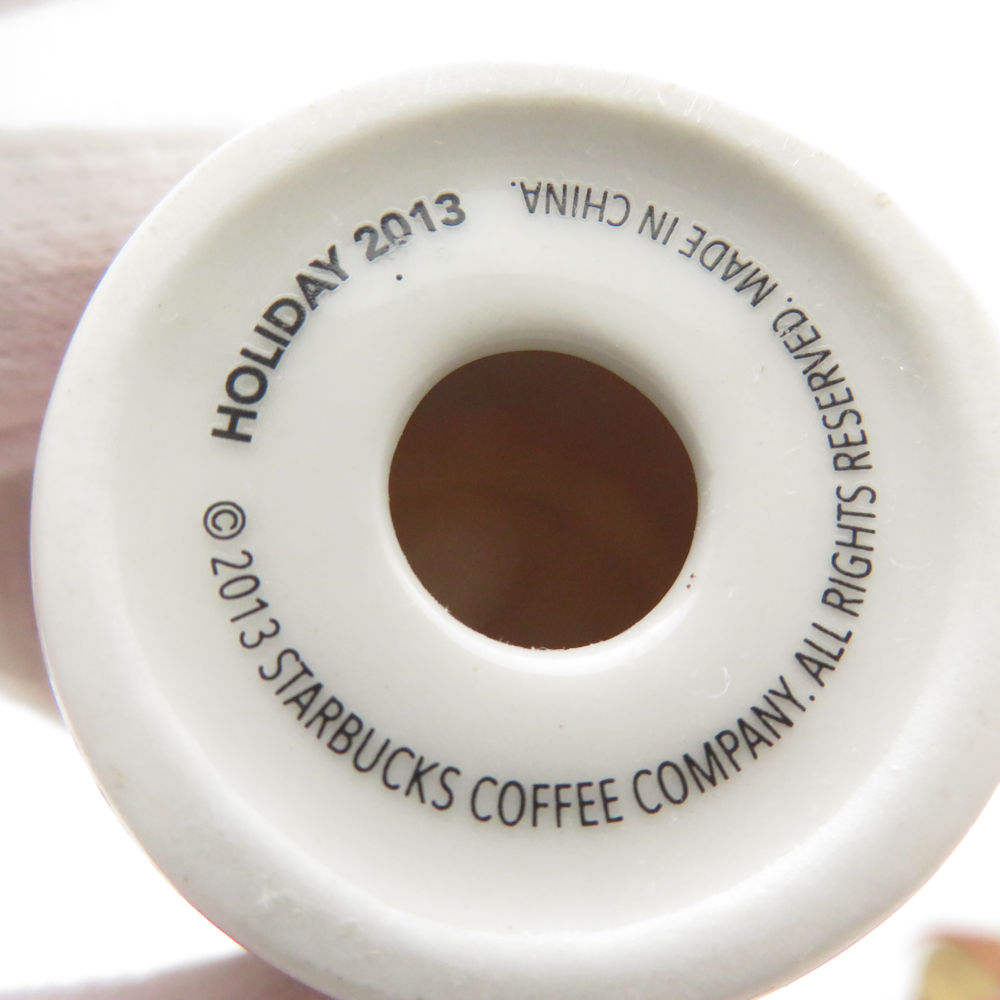 HOLIDAY 2013
©2013 STARBUCKS COFFEE COMPANY. ALL RIGHTS RESERVED. MADE IN CHINA.